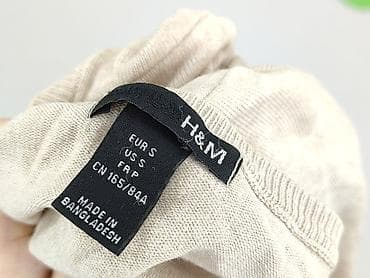 H&M
EUR S
US S
FR P
CN 165/84A
MADE IN
BANGLADESH